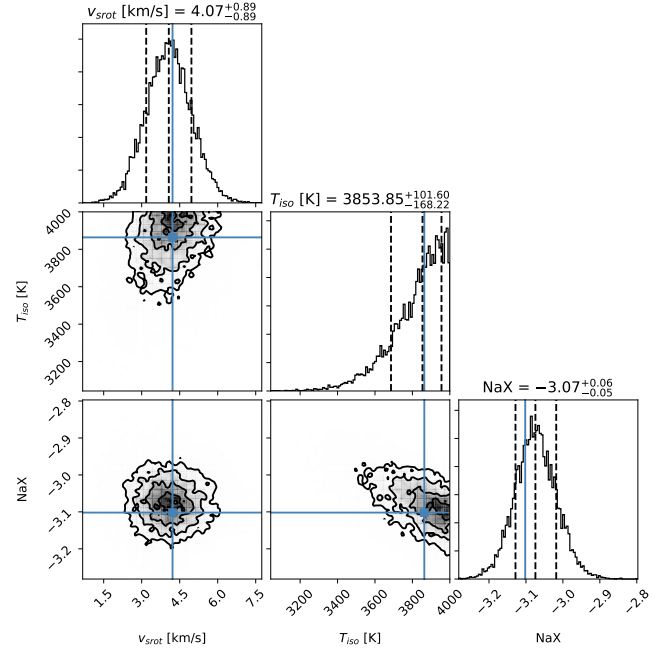 v_srot [km/s] = 4.07^{+0.89}_{-0.89}
T_iso [K] = 3853.85^{+101.60}_{-168.22}
NaX = −3.07^{+0.06}_{-0.05}
4000
3800
3600
3400
3200
T_iso [K]
−2.8
−2.9
−3.0
−3.1
−3.2
NaX
1.5 3.0 4.5 6.0 7.5
v_srot [km/s]
3200 3400 3600 3800 4000
T_iso [K]
−3.2 −3.1 −3.0 −2.9 −2.8
NaX